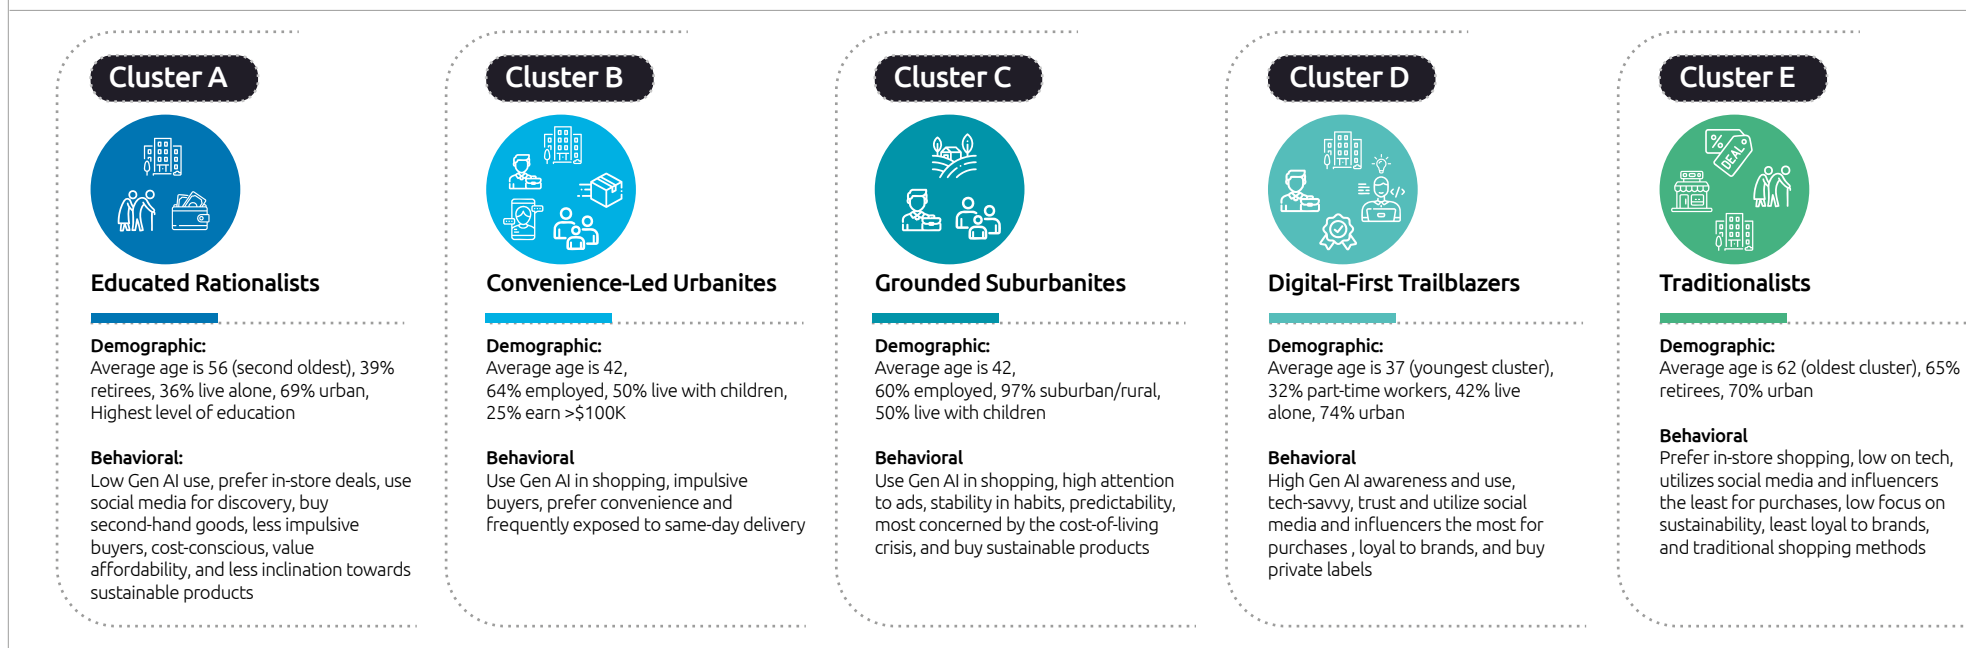 Cluster A
Educated Rationalists
Demographic:
Average age is 56 (second oldest), 39%
retirees, 36% live alone, 69% urban,
Highest level of education
Behavioral:
Low Gen AI use, prefer in-store deals, use
social media for discovery, buy
second-hand goods, less impulsive
buyers, cost-conscious, value
affordability, and less inclination towards
sustainable products
Cluster B
Convenience-Led Urbanites
Demographic:
Average age is 42,
64% employed, 50% live with children,
25% earn >$100K
Behavioral
Use Gen AI in shopping, impulsive
buyers, prefer convenience and
frequently exposed to same-day delivery
Cluster C
Grounded Suburbanites
Demographic:
Average age is 42,
60% employed, 97% suburban/rural,
50% live with children
Behavioral
Use Gen AI in shopping, high attention
to ads, stability in habits, predictability,
most concerned by the cost-of-living
crisis, and buy sustainable products
Cluster D
Digital-First Trailblazers
Demographic:
Average age is 37 (youngest cluster),
32% part-time workers, 42% live
alone, 74% urban
Behavioral
High Gen AI awareness and use,
tech-savvy, trust and utilize social
media and influencers the most for
purchases , loyal to brands, and buy
private labels
Cluster E
%
DEAL
Traditionalists
Demographic:
Average age is 62 (oldest cluster), 65%
retirees, 70% urban
Behavioral
Prefer in-store shopping, low on tech,
utilizes social media and influencers
the least for purchases, low focus on
sustainability, least loyal to brands,
and traditional shopping methods